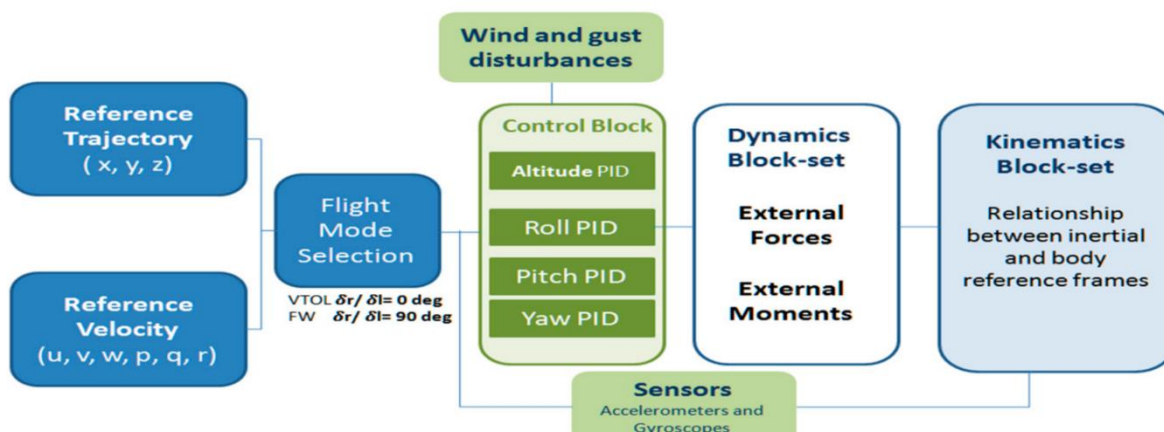 Wind and gust
disturbances
Reference
Trajectory
( x, y, z)
Flight
Mode
Selection
VTOL δr/ δl= 0 deg
FW δr/ δl= 90 deg
Reference
Velocity
(u, v, w, p, q, r)
Control Block
Altitude PID
Roll PID
Pitch PID
Yaw PID
Dynamics
Block-set
External
Forces
External
Moments
Kinematics
Block-set
Relationship
between inertial
and body
reference frames
Sensors
Accelerometers and
Gyroscopes